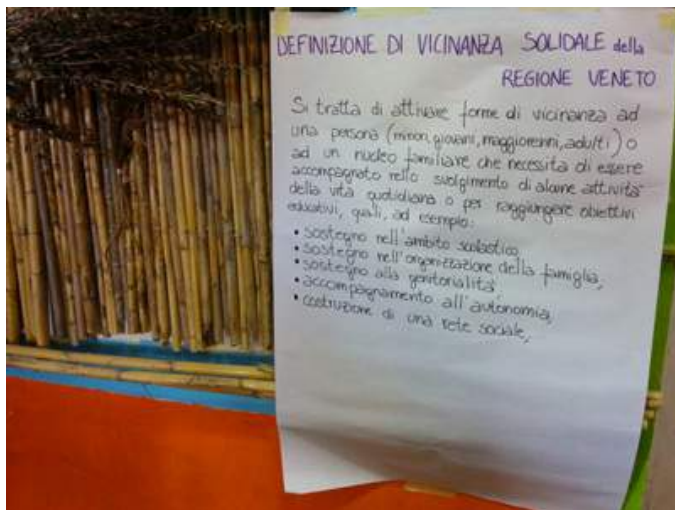 DEFINIZIONE DI VICINANZA SOLIDALE della
REGIONE VENETO
Si tratta di attivare forme di vicinanza ad
una persona (minori, giovani, maggiorenni, adulti) o
ad un nucleo familiare che necessita di essere
accompagnato nello svolgimento di alcune attività
della vita quotidiana o per raggiungere obiettivi
educativi, quali, ad esempio:
• sostegno nell'ambito scolastico,
• sostegno nell'organizzazione della famiglia,
• sostegno alla genitorialità
• accompagnamento all'autonomia,
• costruzione di una rete sociale,